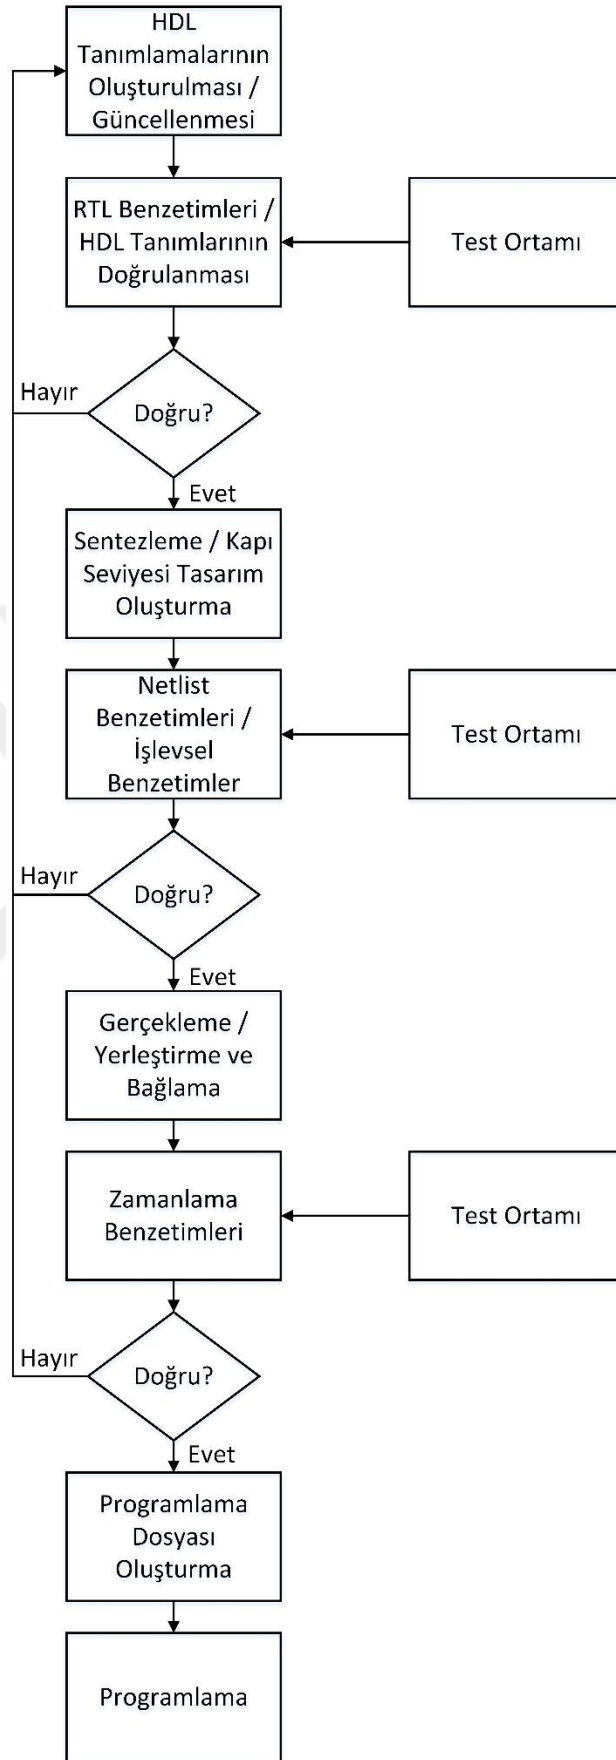 HDL
Tanımlamalarının
Oluşturulması /
Güncellenmesi
RTL Benzetimleri /
HDL Tanımlarının
Doğrulanması
Test Ortamı
Hayır
Doğru?
Evet
Sentezleme / Kapı
Seviyesi Tasarım
Oluşturma
Netlist
Benzetimleri /
İşlevsel
Benzetimler
Test Ortamı
Hayır
Doğru?
Evet
Gerçekleme /
Yerleştirme ve
Bağlama
Zamanlama
Benzetimleri
Test Ortamı
Hayır
Doğru?
Evet
Programlama
Dosyası
Oluşturma
Programlama